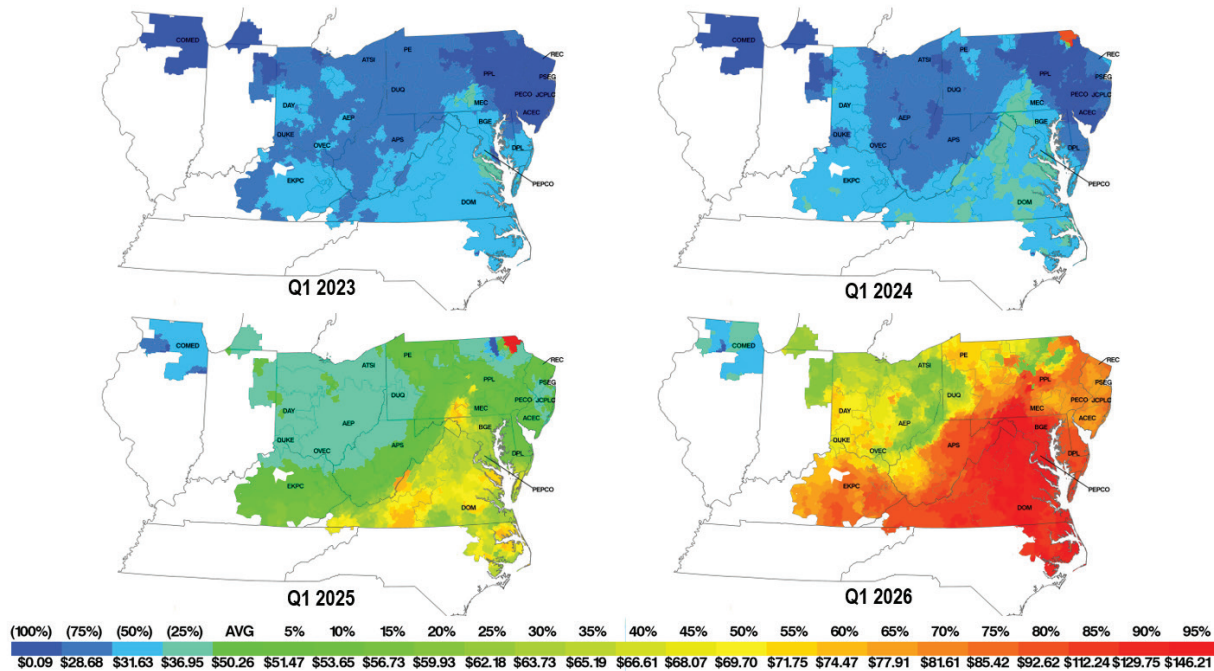 COMED
ATSI
PE
REC
PPL
PSEG
DAY
DUQ
MEC
PECO
JCPLC
AEP
BGE
ACEC
DUKE
OVEC
APS
DPL
EKPC
PEPCO
DOM
Q1 2023
COMED
ATSI
PE
REC
PPL
PSEG
DAY
DUQ
MEC
PECO
JCPLC
AEP
BGE
ACEC
DUKE
OVEC
APS
DPL
EKPC
PEPCO
DOM
Q1 2024
COMED
ATSI
PE
REC
PPL
PSEG
DAY
DUQ
MEC
PECO
JCPLC
AEP
BGE
ACEC
DUKE
OVEC
APS
DPL
EKPC
PEPCO
DOM
Q1 2025
COMED
ATSI
PE
REC
PPL
PSEG
DAY
DUQ
MEC
PECO
JCPLC
AEP
BGE
ACEC
DUKE
OVEC
APS
DPL
EKPC
PEPCO
DOM
Q1 2026
(100%) (75%) (50%) (25%) AVG 5% 10% 15% 20% 25% 30% 35% 40% 45% 50% 55% 60% 65% 70% 75% 80% 85% 90% 95%
$0.09 $28.68 $31.63 $36.95 $50.26 $51.47 $53.65 $56.73 $59.93 $62.18 $63.73 $65.19 $66.61 $68.07 $69.70 $71.75 $74.47 $77.91 $81.61 $85.42 $92.62 $112.04 $129.75 $166.21